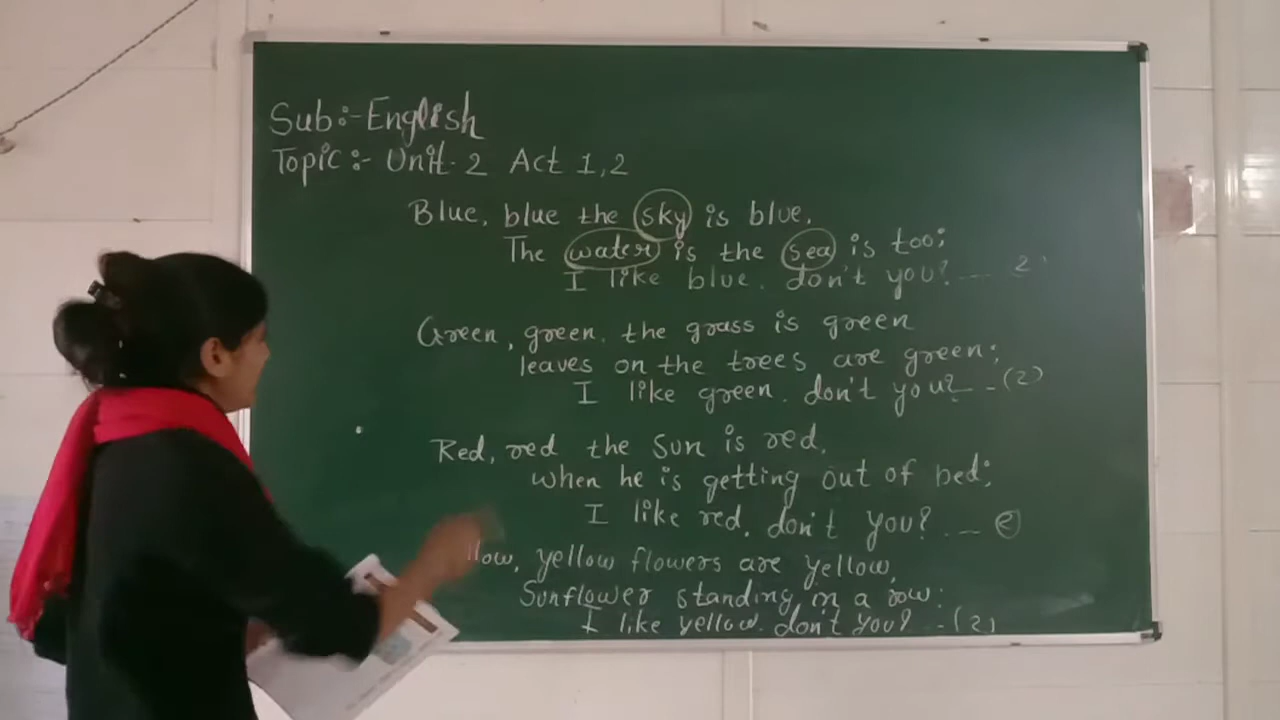 Sub:- English
Topic:- Unit-2 Act 1,2
Blue, blue the sky is blue.
The water is the sea is too;
I like blue. don't you? -- 2
Green, green, the grass is green
leaves on the trees are green;
I like green. don't you? -- (2)
Red, red the Sun is red.
when he is getting out of bed;
I like red. don't you? --
llow, yellow flowers are yellow,
Sunflower standing in a row:
I like yellow. don't you? -- (2)